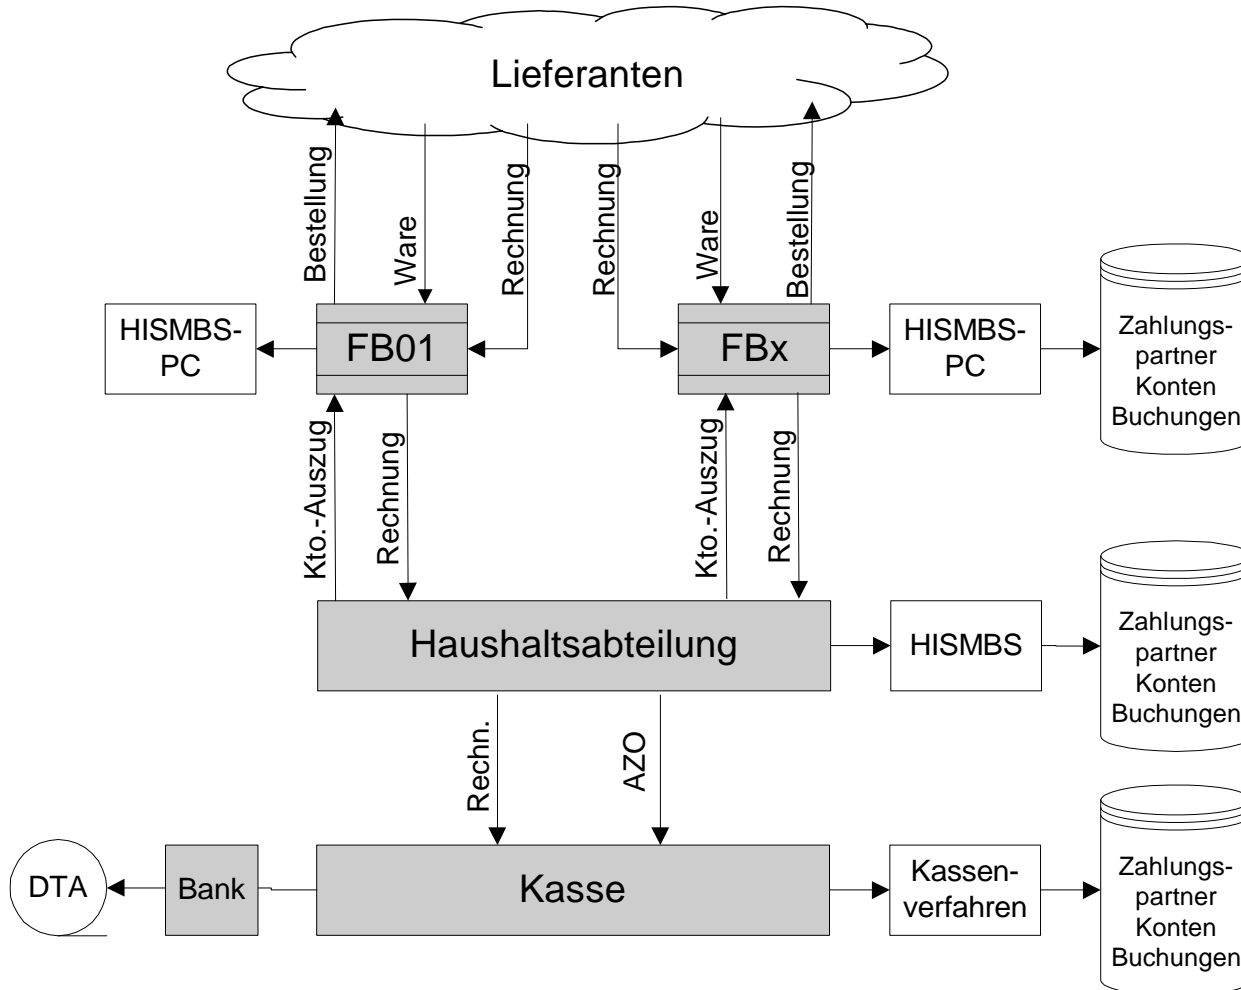 Lieferanten
Bestellung
Ware
Rechnung
Rechnung
Ware
Bestellung
HISMBS-
PC
FB01
FBx
HISMBS-
PC
Zahlungs-
partner
Konten
Buchungen
Kto.-Auszug
Rechnung
Kto.-Auszug
Rechnung
Haushaltsabteilung
HISMBS
Zahlungs-
partner
Konten
Buchungen
Rechn.
AZO
DTA
Bank
Kasse
Kassen-
verfahren
Zahlungs-
partner
Konten
Buchungen